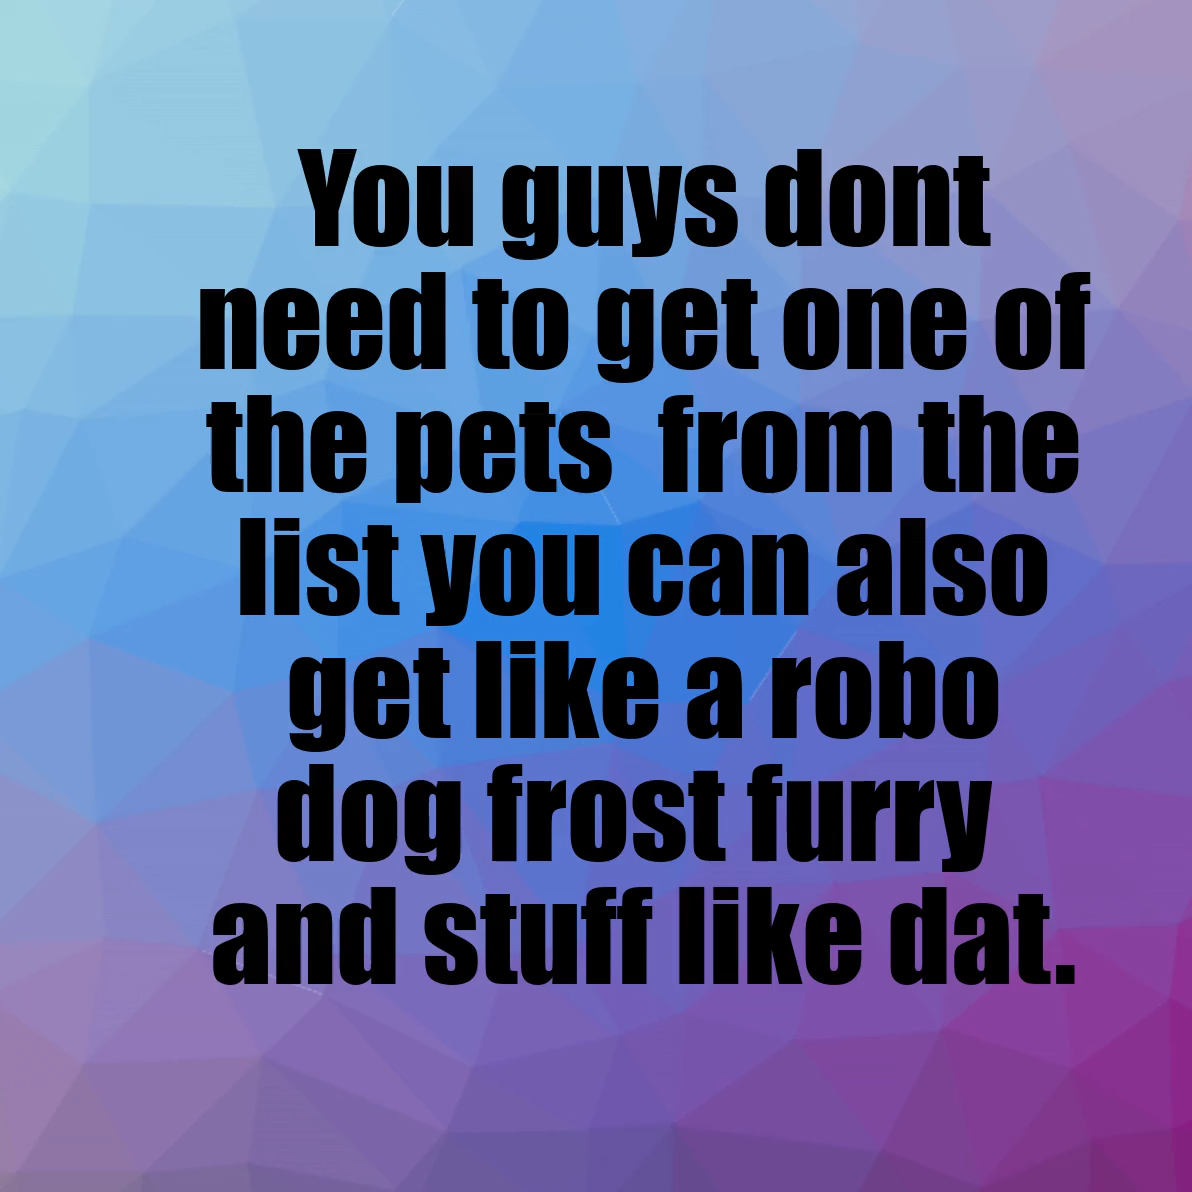 You guys dont
need to get one of
the pets  from the
list you can also
get like a robo
dog frost furry
and stuff like dat.